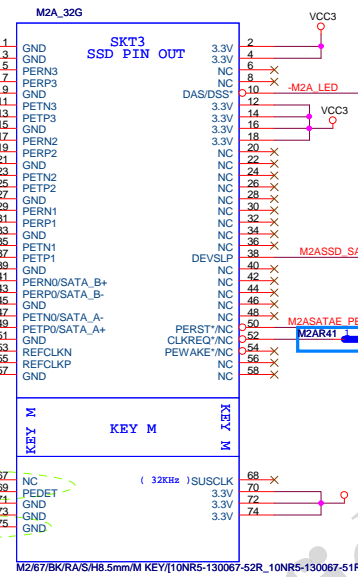 M2A_32G
VCC3
SKT3
SSD PIN OUT
1 GND 3.3V 2
3 GND 3.3V 4
5 PERN3 NC 6
7 PERP3 NC 8
9 GND DAS/DSS* 10 -M2A_LED
11 PETN3 3.3V 12
13 PETP3 3.3V 14 VCC3
15 GND 3.3V 16
17 PERN2 3.3V 18
19 PERP2 NC 20
21 GND NC 22
23 PETN2 NC 24
25 PETP2 NC 26
27 GND NC 28
29 PERN1 NC 30
31 PERP1 NC 32
33 GND NC 34
35 PETN1 NC 36
37 PETP1 DEVSLP 38 M2ASSD_SA
39 GND NC 40
41 PERN0/SATA_B+ NC 42
43 PERP0/SATA_B- NC 44
45 GND NC 46
47 PETN0/SATA_A- NC 48
49 PETP0/SATA_A+ PERST*/NC 50 M2ASATAE_PE
51 GND CLKREQ*/NC 52 M2AR41 1
53 REFCLKN PEWAKE*/NC 54
55 REFCLKP NC 56
57 GND NC 58
KEY M KEY M KEY M
67 NC ( 32KHz )SUSCLK 68
69 PEDET 3.3V 70
71 GND 3.3V 72
73 GND 3.3V 74
75 GND
M2/67/BK/RA/S/H8.5mm/M KEY/[10NR5-130067-52R_10NR5-130067-51R